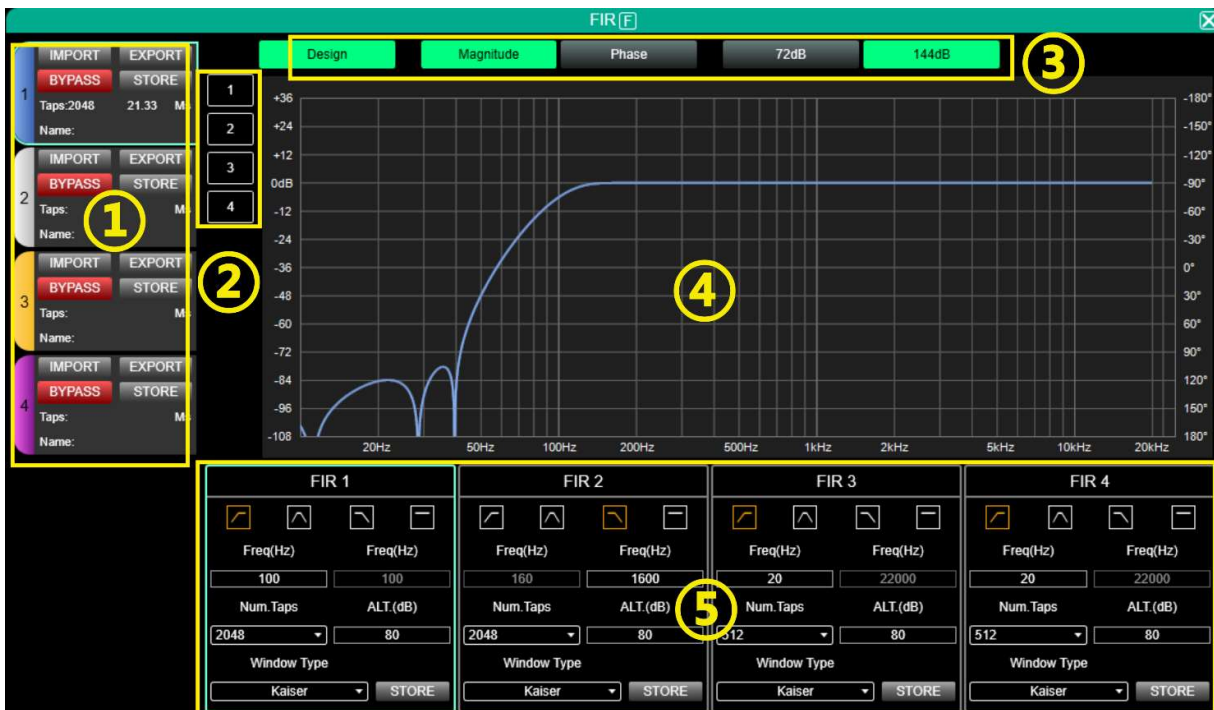 FIR F
IMPORT EXPORT
BYPASS STORE
1
Taps:2048 21.33 Ms
Name:
IMPORT EXPORT
BYPASS STORE
2
Taps: Ms
Name:
IMPORT EXPORT
BYPASS STORE
3
Taps: Ms
Name:
IMPORT EXPORT
BYPASS STORE
4
Taps: Ms
Name:
①
1
2
3
4
②
Design Magnitude Phase 72dB 144dB
③
+36 -180°
+24 -150°
+12 -120°
0dB -90°
-12 -60°
-24 -30°
-36 0°
-48 30°
-60 60°
-72 90°
-84 120°
-96 150°
-108 180°
20Hz 50Hz 100Hz 200Hz 500Hz 1kHz 2kHz 5kHz 10kHz 20kHz
④
FIR 1
Freq(Hz) Freq(Hz)
100 100
Num.Taps ALT.(dB)
2048 80
Window Type
Kaiser STORE
FIR 2
Freq(Hz) Freq(Hz)
160 1600
Num.Taps ALT.(dB)
2048 80
Window Type
Kaiser STORE
⑤
FIR 3
Freq(Hz) Freq(Hz)
20 22000
Num.Taps ALT.(dB)
512 80
Window Type
Kaiser STORE
FIR 4
Freq(Hz) Freq(Hz)
20 22000
Num.Taps ALT.(dB)
512 80
Window Type
Kaiser STORE